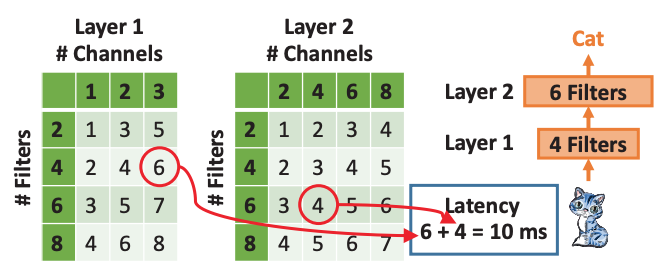 Layer 1
# Channels
# Filters
1 2 3
2 1 3 5
4 2 4 6
6 3 5 7
8 4 6 8
Layer 2
# Channels
# Filters
2 4 6 8
2 1 2 3 4
4 2 3 4 5
6 3 4 5 6
8 4 5 6 7
Cat
Layer 2 6 Filters
Layer 1 4 Filters
Latency
6 + 4 = 10 ms